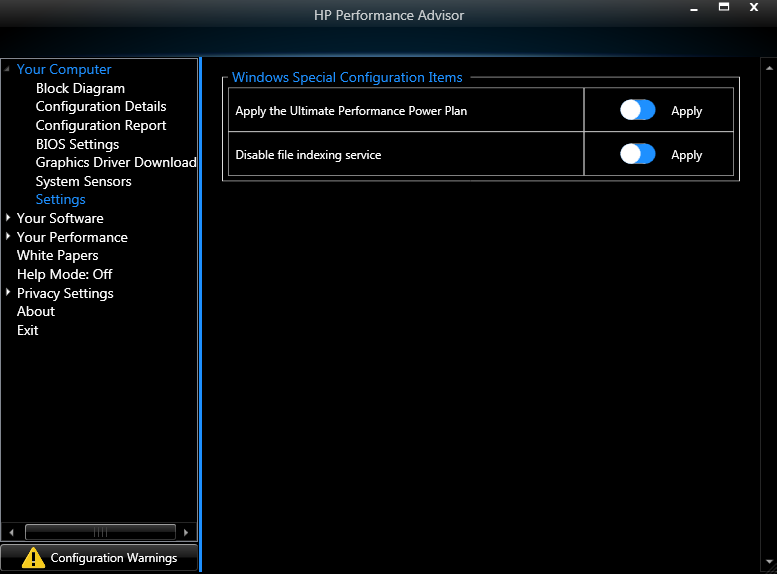 HP Performance Advisor
Your Computer
Block Diagram
Configuration Details
Configuration Report
BIOS Settings
Graphics Driver Download
System Sensors
Settings
Your Software
Your Performance
White Papers
Help Mode: Off
Privacy Settings
About
Exit
Configuration Warnings
Windows Special Configuration Items
Apply the Ultimate Performance Power Plan Apply
Disable file indexing service Apply